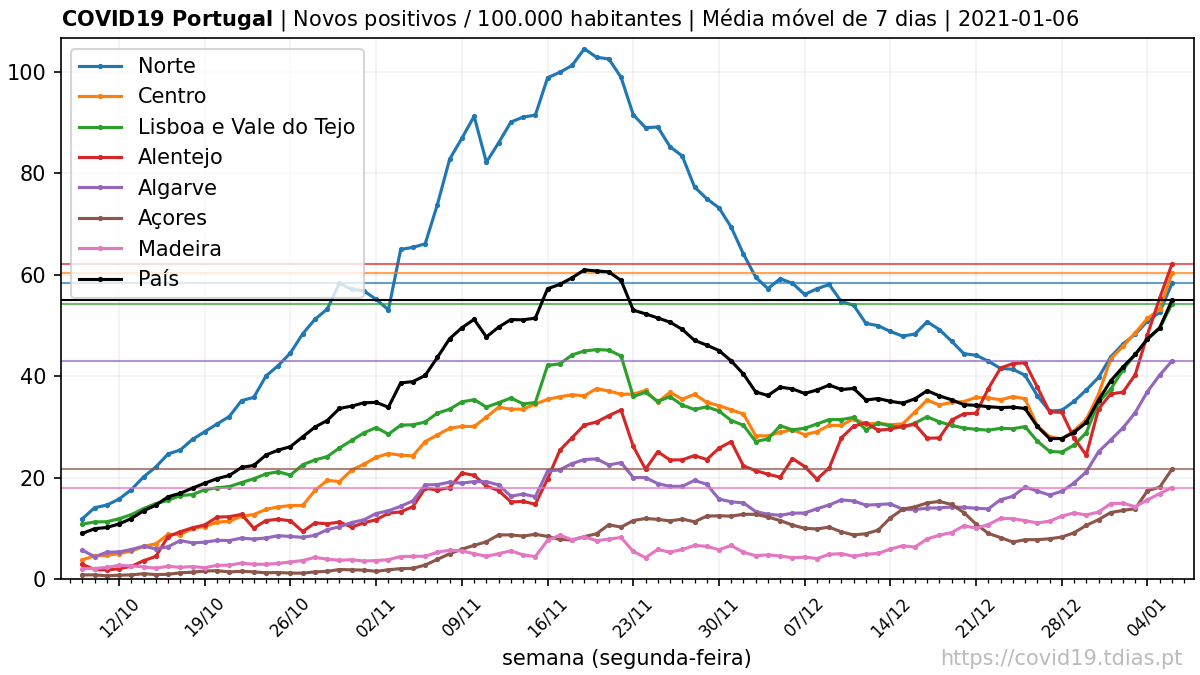 COVID19 Portugal | Novos positivos / 100.000 habitantes | Média móvel de 7 dias | 2021-01-06
Norte
Centro
Lisboa e Vale do Tejo
Alentejo
Algarve
Açores
Madeira
País
100
80
60
40
20
0
12/10
19/10
26/10
02/11
09/11
16/11
23/11
30/11
07/12
14/12
21/12
28/12
04/01
semana (segunda-feira)
https://covid19.tdias.pt